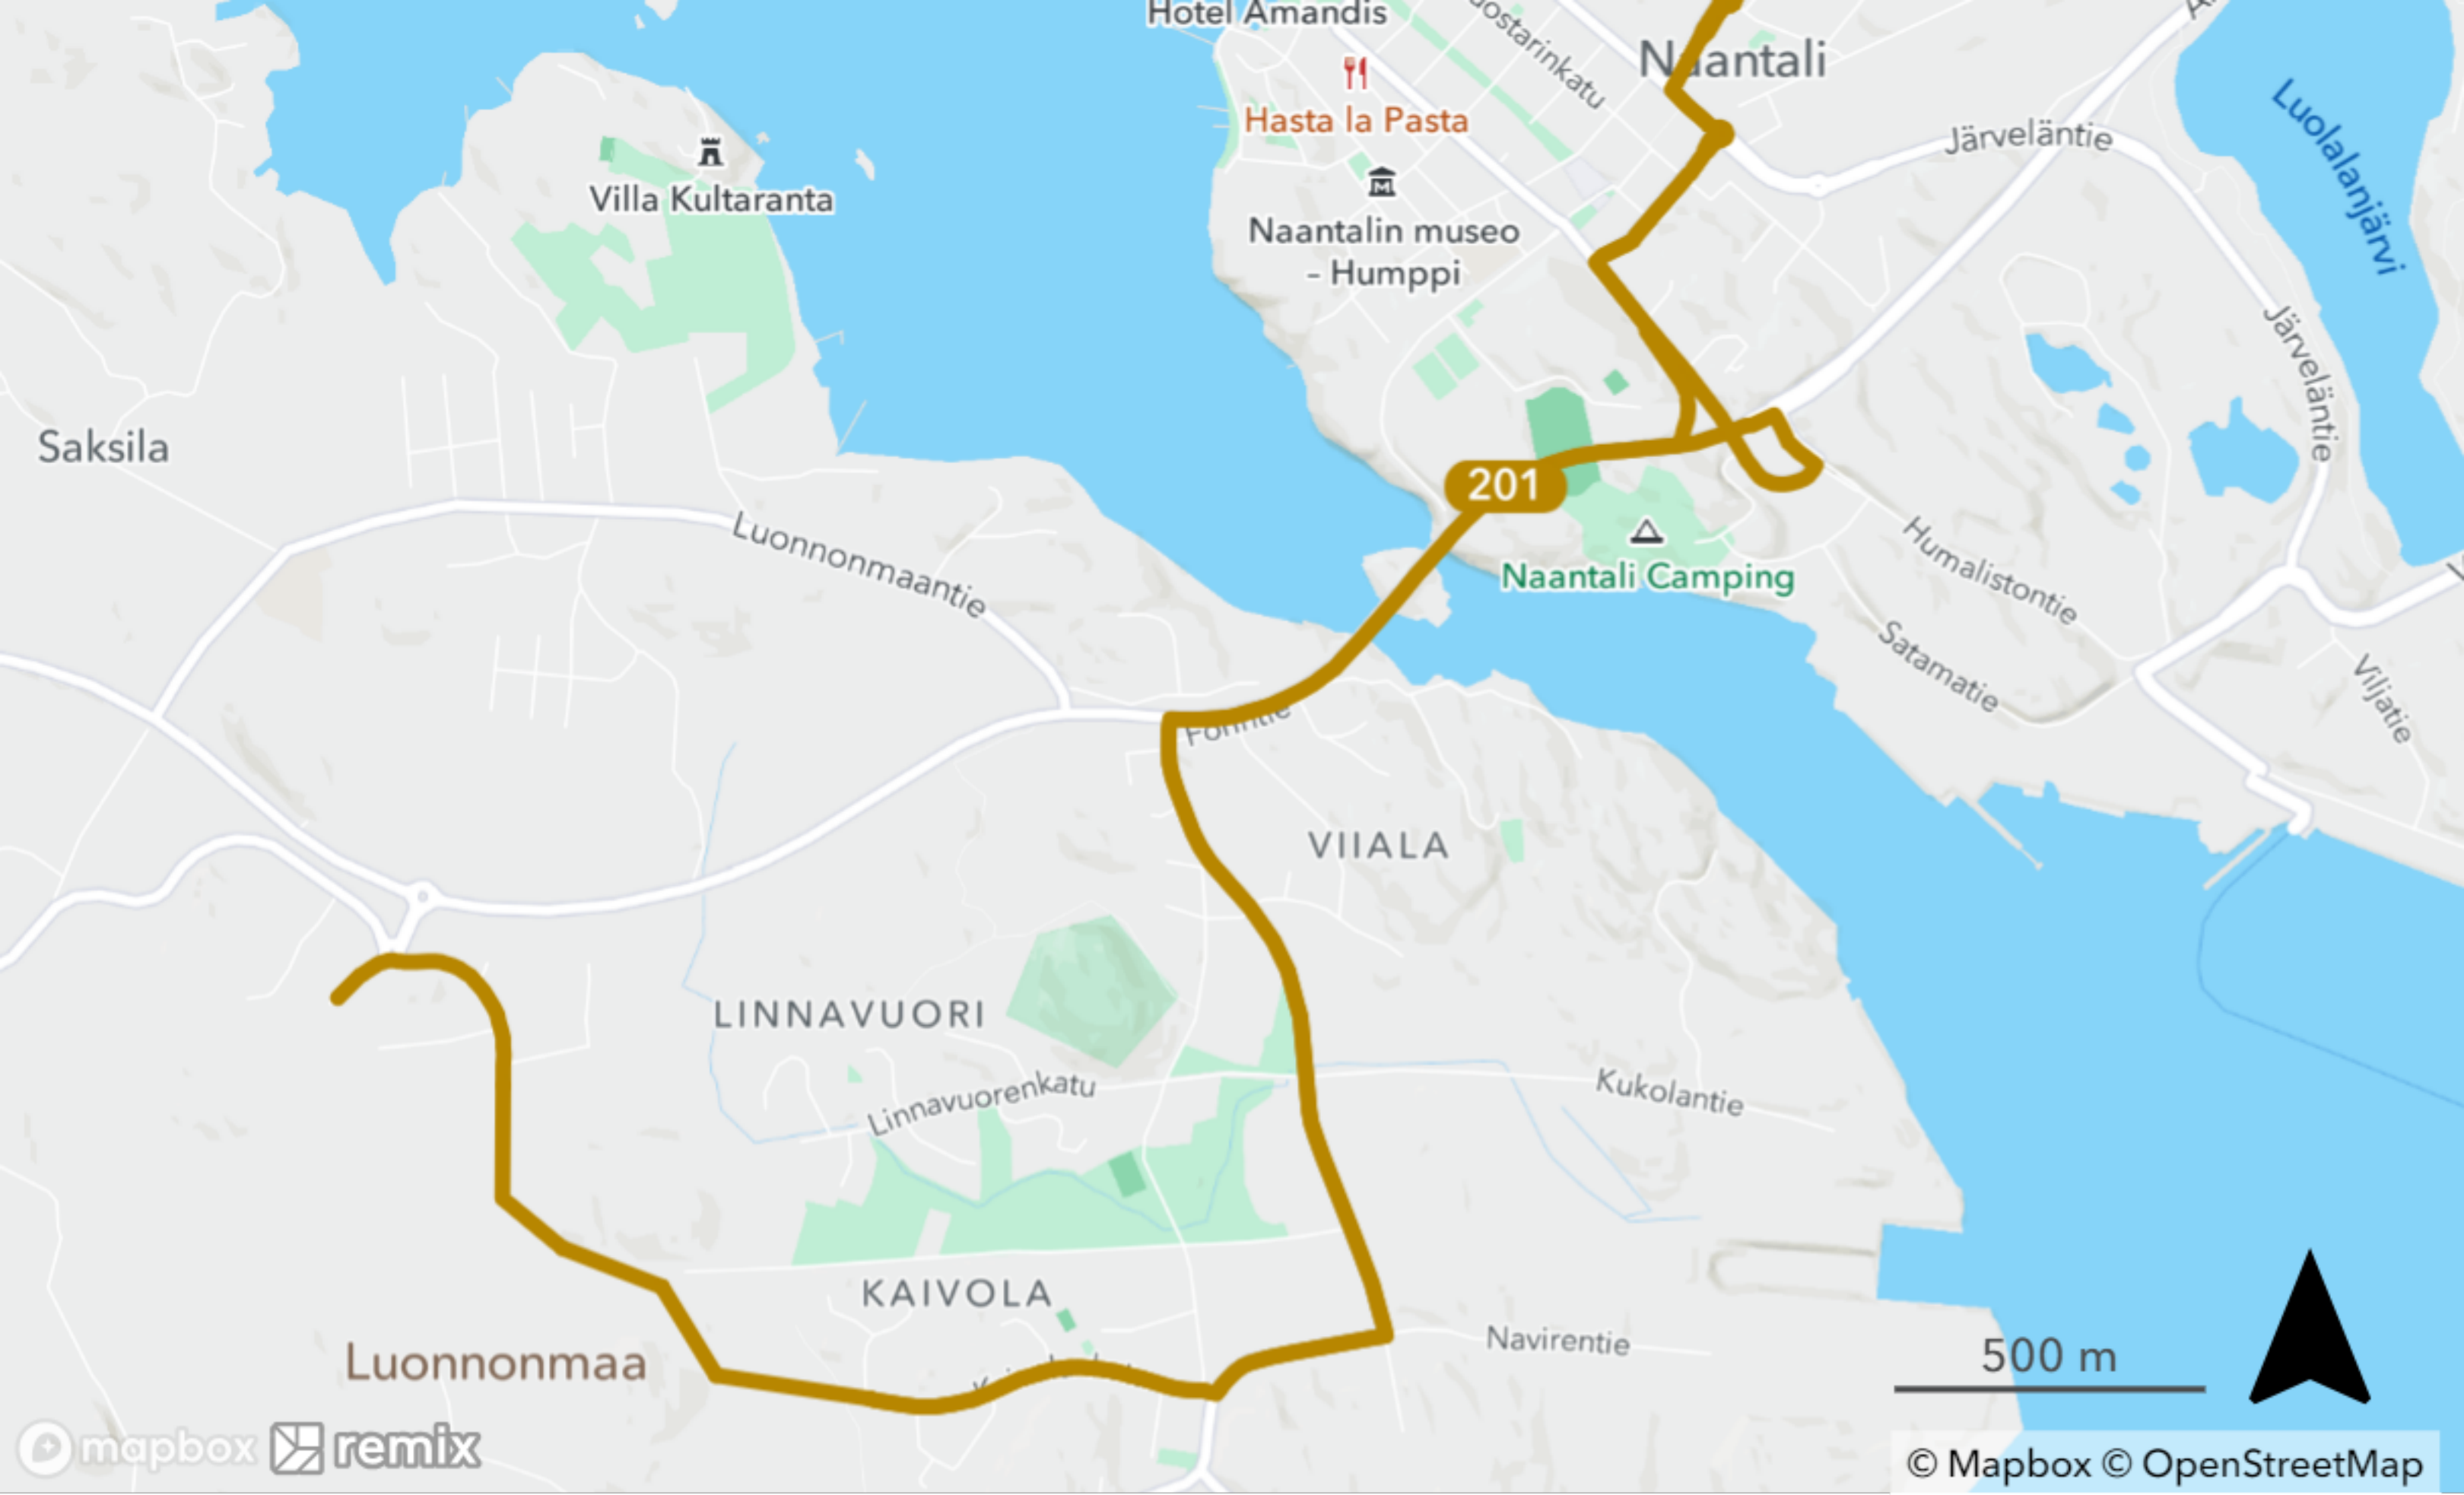 Hotel Amandis
Naantali
Hasta la Pasta
Järveläntie
Luolalanjärvi
Villa Kultaranta
Naantalin museo
– Humppi
Järveläntie
Saksila
201
Luonnonmaantie
Naantali Camping
Humalistontie
Satamatie
Viljatie
VIIALA
LINNAVUORI
Linnavuorenkatu
Kukolantie
KAIVOLA
Luonnonmaa
Navirentie
500 m
mapbox remix
© Mapbox © OpenStreetMap